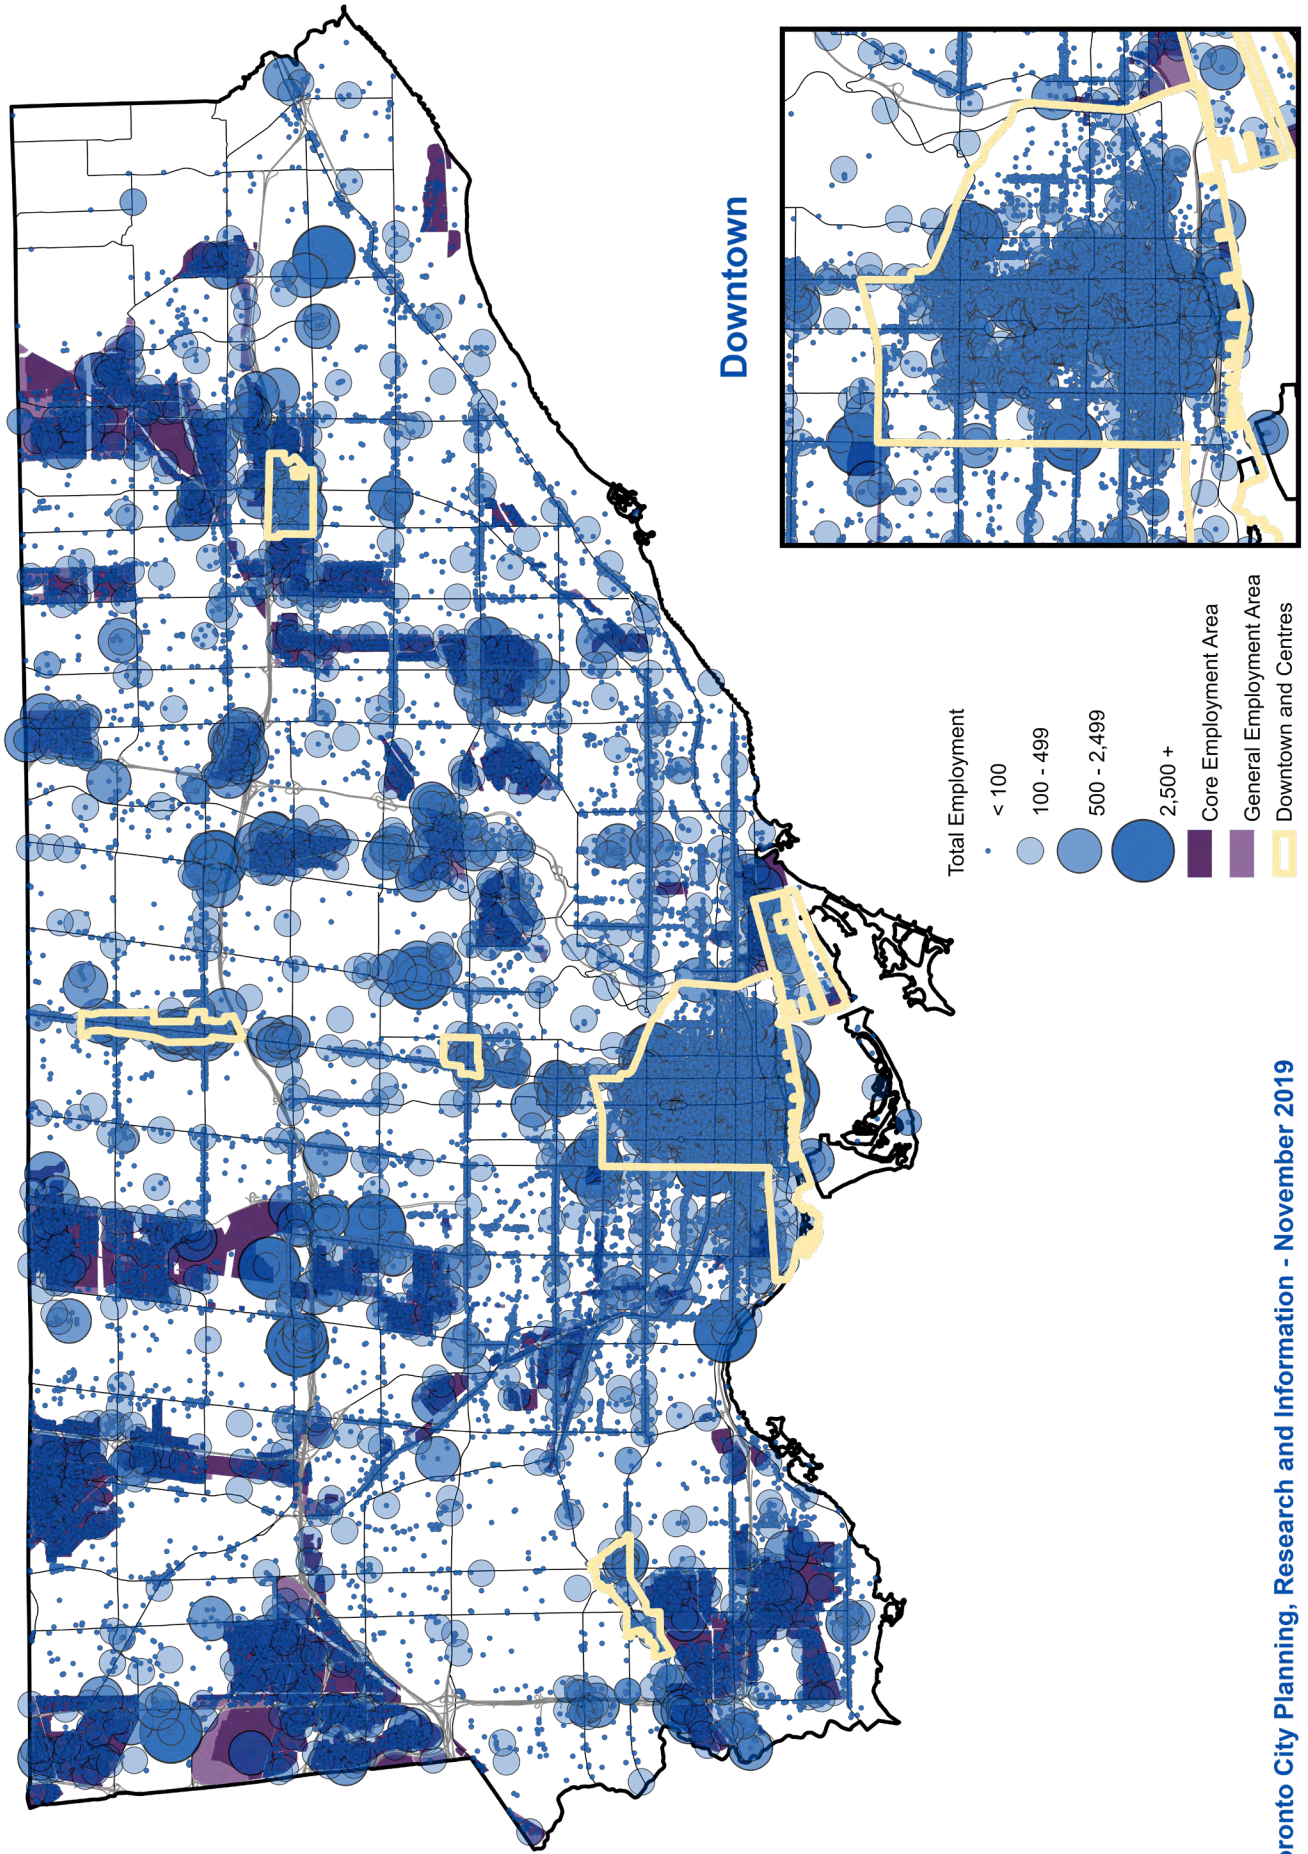 Downtown
Total Employment
< 100
100 - 499
500 - 2,499
2,500 +
Core Employment Area
General Employment Area
Downtown and Centres
City Planning, Research and Information - November 2019